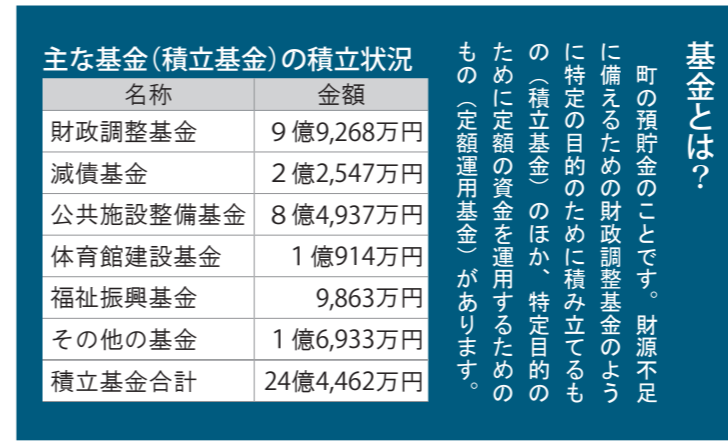 基金とは？
町の預貯金のことです。財源不足
に備えるための財政調整基金のよう
に特定の目的のために積み立てるも
の（積立基金）のほか、特定目的の
ために定額の資金を運用するための
もの（定額運用基金）があります。
主な基金（積立基金）の積立状況
名称 金額
財政調整基金 9億9,268万円
減債基金 2億2,547万円
公共施設整備基金 8億4,937万円
体育館建設基金 1億914万円
福祉振興基金 9,863万円
その他の基金 1億6,933万円
積立基金合計 24億4,462万円